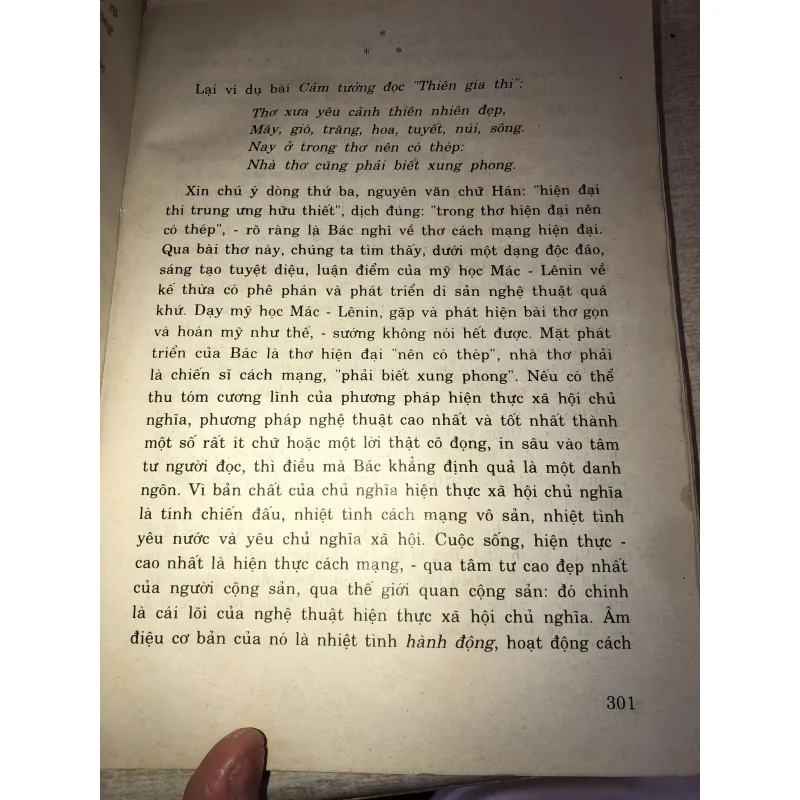 *
* *
Lại ví dụ bài Cảm tưởng đọc "Thiên gia thi":
Thơ xưa yêu cảnh thiên nhiên đẹp,
Mây, gió, trăng, hoa, tuyết, núi, sông.
Nay ở trong thơ nên có thép:
Nhà thơ cũng phải biết xung phong.
Xin chú ý dòng thứ ba, nguyên văn chữ Hán: "hiện đại
thi trung ưng hữu thiết", dịch đúng: "trong thơ hiện đại nên
có thép", - rõ ràng là Bác nghĩ về thơ cách mạng hiện đại.
Qua bài thơ này, chúng ta tìm thấy, dưới một dạng độc đáo,
sáng tạo tuyệt diệu, luận điểm của mỹ học Mác - Lênin về
kế thừa có phê phán và phát triển di sản nghệ thuật quá
khứ. Dạy mỹ học Mác - Lênin, gặp và phát hiện bài thơ gọn
và hoàn mỹ như thế, - sướng không nói hết được. Mặt phát
triển của Bác là thơ hiện đại "nên có thép", nhà thơ phải
là chiến sĩ cách mạng, "phải biết xung phong". Nếu có thể
thu tóm cương lĩnh của phương pháp hiện thực xã hội chủ
nghĩa, phương pháp nghệ thuật cao nhất và tốt nhất thành
một số rất ít chữ hoặc một lời thật cô đọng, in sâu vào tâm
tư người đọc, thì điều mà Bác khẳng định quả là một danh
ngôn. Vì bản chất của chủ nghĩa hiện thực xã hội chủ nghĩa
là tính chiến đấu, nhiệt tình cách mạng vô sản, nhiệt tình
yêu nước và yêu chủ nghĩa xã hội. Cuộc sống, hiện thực -
cao nhất là hiện thực cách mạng, - qua tâm tư cao đẹp nhất
của người cộng sản, qua thế giới quan cộng sản: đó chính
là cái lõi của nghệ thuật hiện thực xã hội chủ nghĩa. Âm
điệu cơ bản của nó là nhiệt tình hành động, hoạt động cách
301